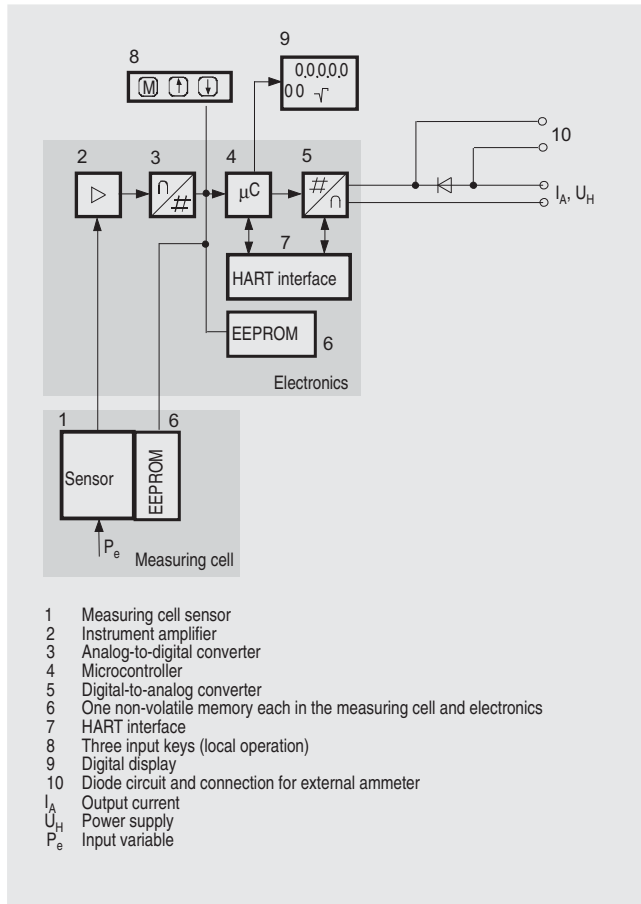 8
M ↑ ↓
9
0.0.0.0.0
0 0 √
10
I_A, U_H
2
▷
3
∩ / #
4
µC
5
# / ∩
7
HART interface
EEPROM
6
Electronics
1
6
Sensor
EEPROM
P_e
Measuring cell
1 Measuring cell sensor
2 Instrument amplifier
3 Analog-to-digital converter
4 Microcontroller
5 Digital-to-analog converter
6 One non-volatile memory each in the measuring cell and electronics
7 HART interface
8 Three input keys (local operation)
9 Digital display
10 Diode circuit and connection for external ammeter
I_A Output current
U_H Power supply
P_e Input variable